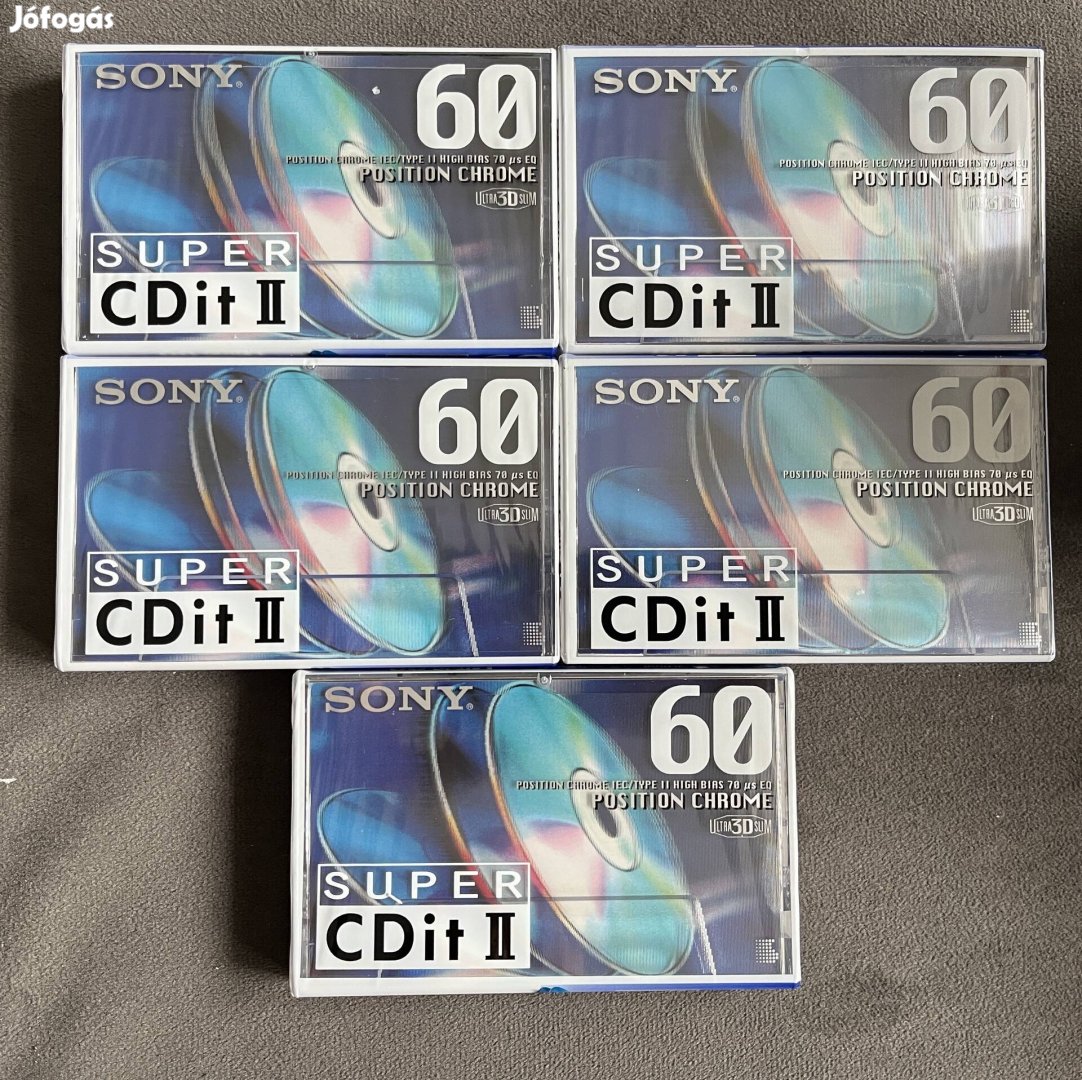 Jófogás
SONY
60
POSITION CHROME IEC/TYPE II HIGH BIAS 70 µs EQ
POSITION CHROME
ULTRA 3D SLIM
SUPER
CDit II
SONY
60
POSITION CHROME IEC/TYPE II HIGH BIAS 70 µs EQ
POSITION CHROME
SUPER
CDit II
SONY
60
POSITION CHROME IEC/TYPE II HIGH BIAS 70 µs EQ
POSITION CHROME
ULTRA 3D SLIM
SUPER
CDit II
SONY
60
POSITION CHROME IEC/TYPE II HIGH BIAS 70 µs EQ
POSITION CHROME
ULTRA 3D SLIM
SUPER
CDit II
SONY
60
POSITION CHROME IEC/TYPE II HIGH BIAS 70 µs EQ
POSITION CHROME
ULTRA 3D SLIM
SUPER
CDit II